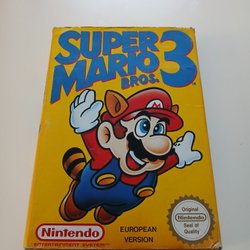 SUPER
MARIO 3
BROS.
Nintendo
ENTERTAINMENT SYSTEM
EUROPEAN
VERSION
Original
Nintendo
Seal of
Quality